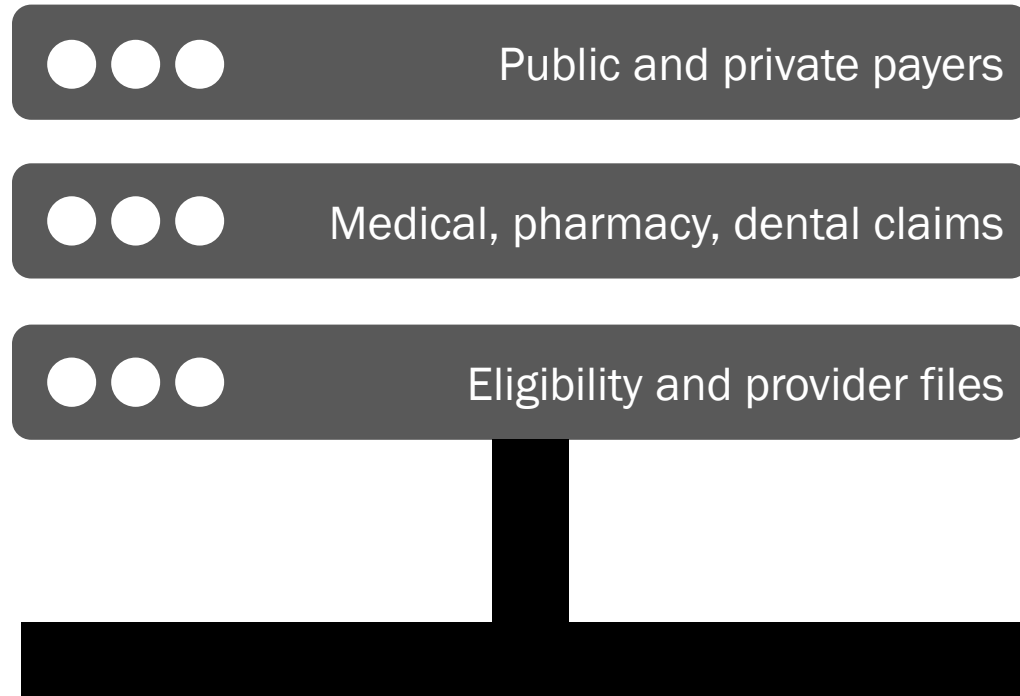 Public and private payers
Medical, pharmacy, dental claims
Eligibility and provider files